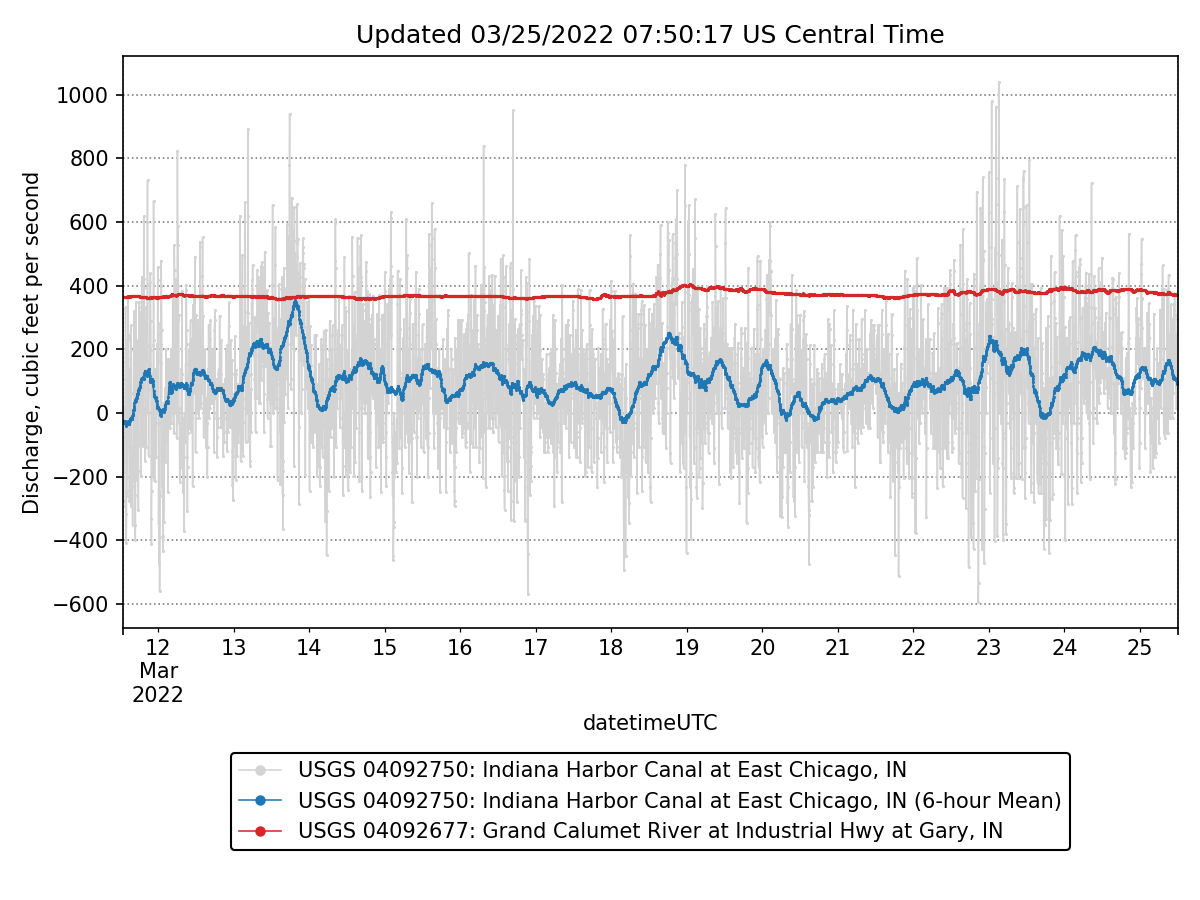 Updated 03/25/2022 07:50:17 US Central Time
Discharge, cubic feet per second
1000
800
600
400
200
0
−200
−400
−600
12 13 14 15 16 17 18 19 20 21 22 23 24 25
Mar
2022
datetimeUTC
USGS 04092750: Indiana Harbor Canal at East Chicago, IN
USGS 04092750: Indiana Harbor Canal at East Chicago, IN (6-hour Mean)
USGS 04092677: Grand Calumet River at Industrial Hwy at Gary, IN